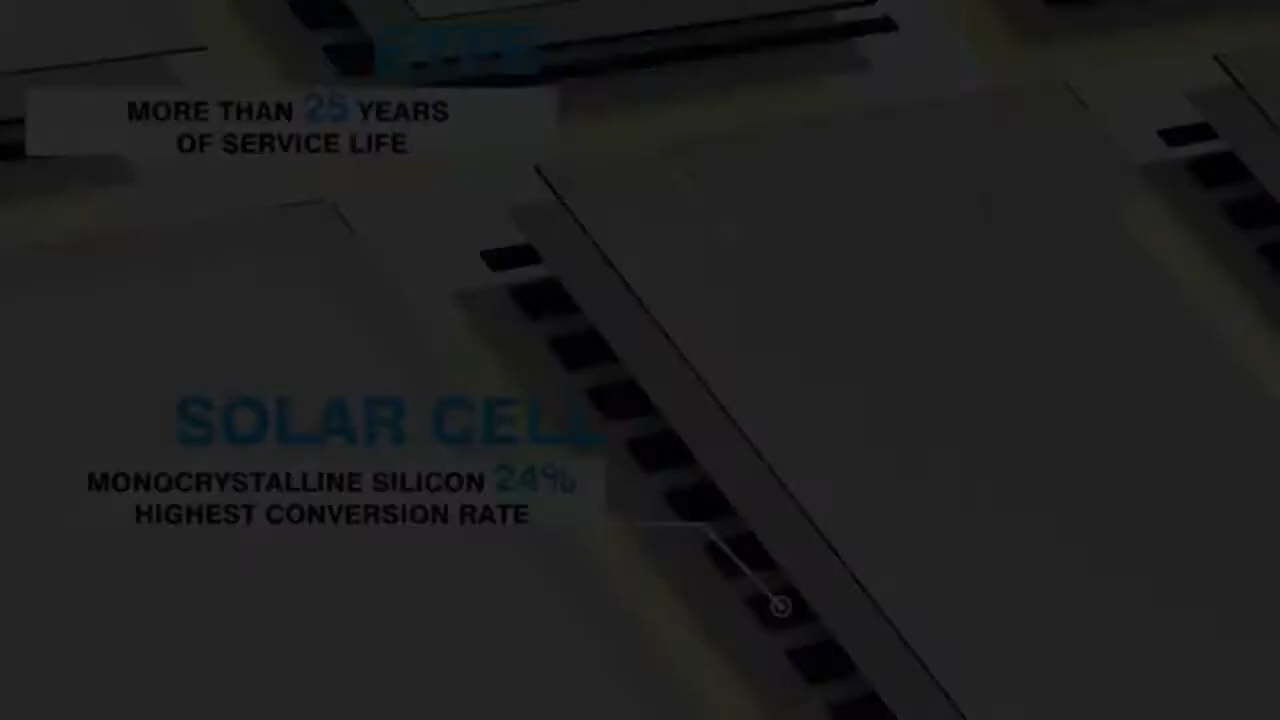 MORE THAN 25 YEARS
OF SERVICE LIFE
SOLAR CELL
MONOCRYSTALLINE SILICON 24%
HIGHEST CONVERSION RATE